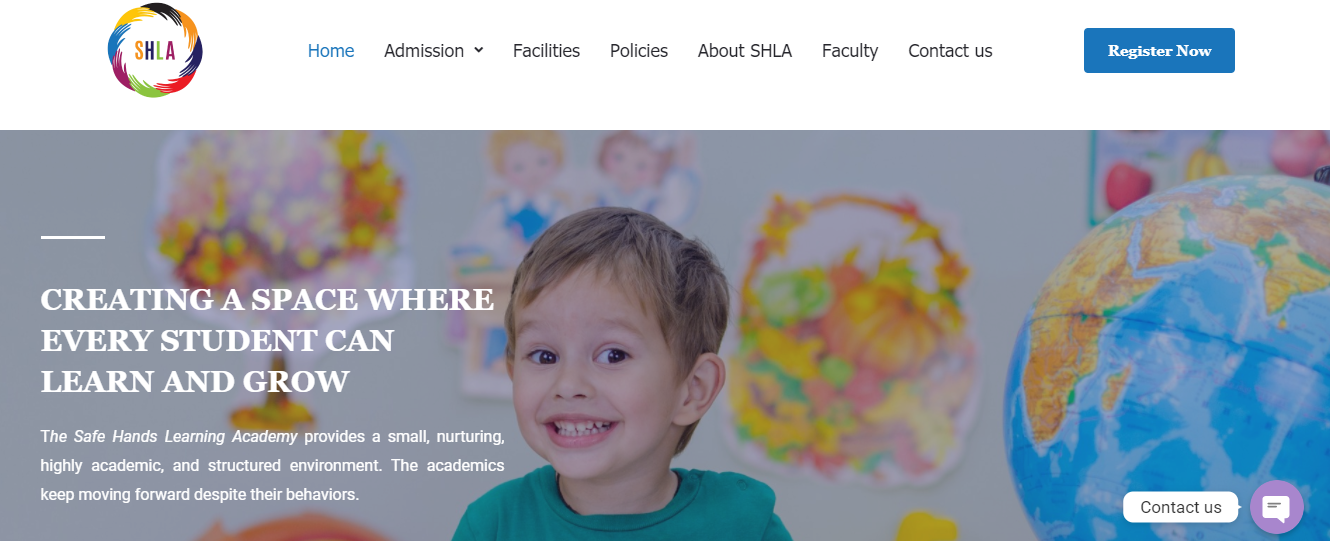 SHLA
Home
Admission
Facilities
Policies
About SHLA
Faculty
Contact us
Register Now
CREATING A SPACE WHERE
EVERY STUDENT CAN
LEARN AND GROW
The Safe Hands Learning Academy provides a small, nurturing,
highly academic, and structured environment. The academics
keep moving forward despite their behaviors.
Contact us